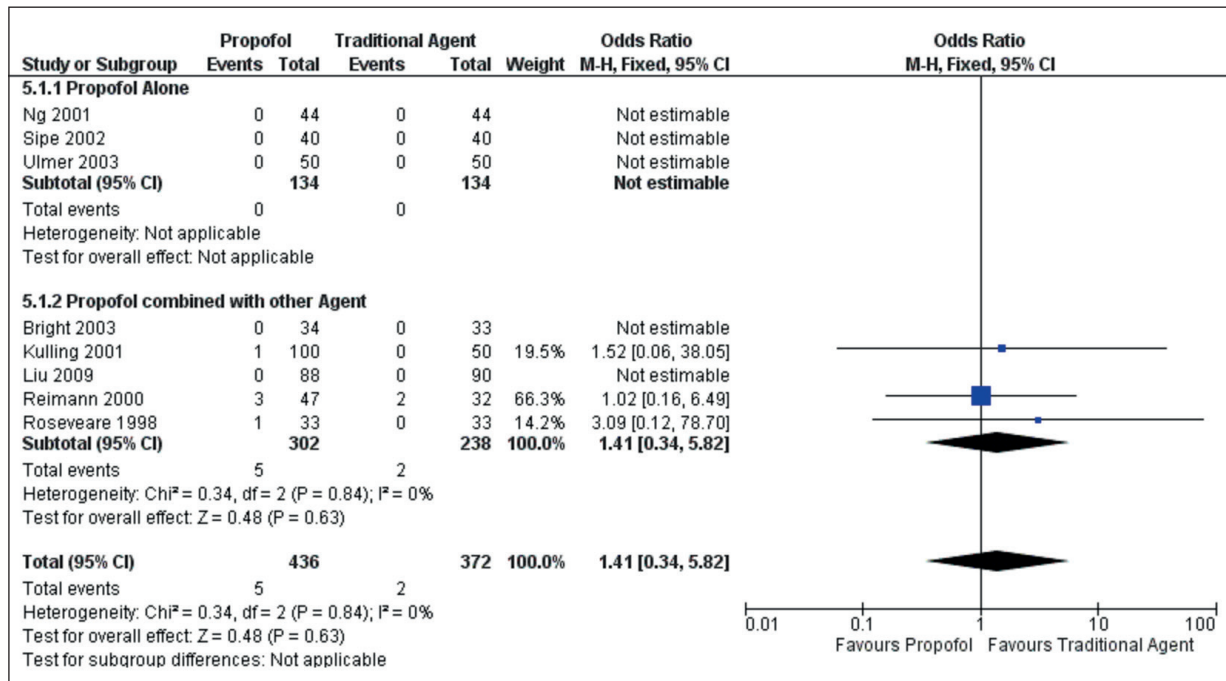 Propofol Traditional Agent Odds Ratio Odds Ratio
Study or Subgroup Events Total Events Total Weight M-H, Fixed, 95% CI M-H, Fixed, 95% CI
5.1.1 Propofol Alone
Ng 2001 0 44 0 44 Not estimable
Sipe 2002 0 40 0 40 Not estimable
Ulmer 2003 0 50 0 50 Not estimable
Subtotal (95% CI) 134 134 Not estimable
Total events 0 0
Heterogeneity: Not applicable
Test for overall effect: Not applicable
5.1.2 Propofol combined with other Agent
Bright 2003 0 34 0 33 Not estimable
Kulling 2001 1 100 0 50 19.5% 1.52 [0.06, 38.05]
Liu 2009 0 88 0 90 Not estimable
Reimann 2000 3 47 2 32 66.3% 1.02 [0.16, 6.49]
Roseveare 1998 1 33 0 33 14.2% 3.09 [0.12, 78.70]
Subtotal (95% CI) 302 238 100.0% 1.41 [0.34, 5.82]
Total events 5 2
Heterogeneity: Chi² = 0.34, df = 2 (P = 0.84); I² = 0%
Test for overall effect: Z = 0.48 (P = 0.63)
Total (95% CI) 436 372 100.0% 1.41 [0.34, 5.82]
Total events 5 2
Heterogeneity: Chi² = 0.34, df = 2 (P = 0.84); I² = 0%
Test for overall effect: Z = 0.48 (P = 0.63)
Test for subgroup differences: Not applicable
0.01 0.1 1 10 100
Favours Propofol Favours Traditional Agent